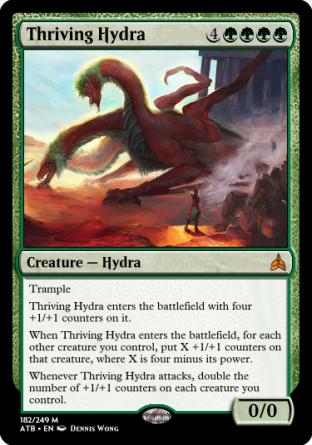 Thriving Hydra 4
Creature — Hydra
Trample
Thriving Hydra enters the battlefield with four
+1/+1 counters on it.
When Thriving Hydra enters the battlefield, for each
other creature you control, put X +1/+1 counters on
that creature, where X is four minus its power.
Whenever Thriving Hydra attacks, double the
number of +1/+1 counters on each creature you
control.
0/0
182/249 M
ATB • EN Dennis Wong